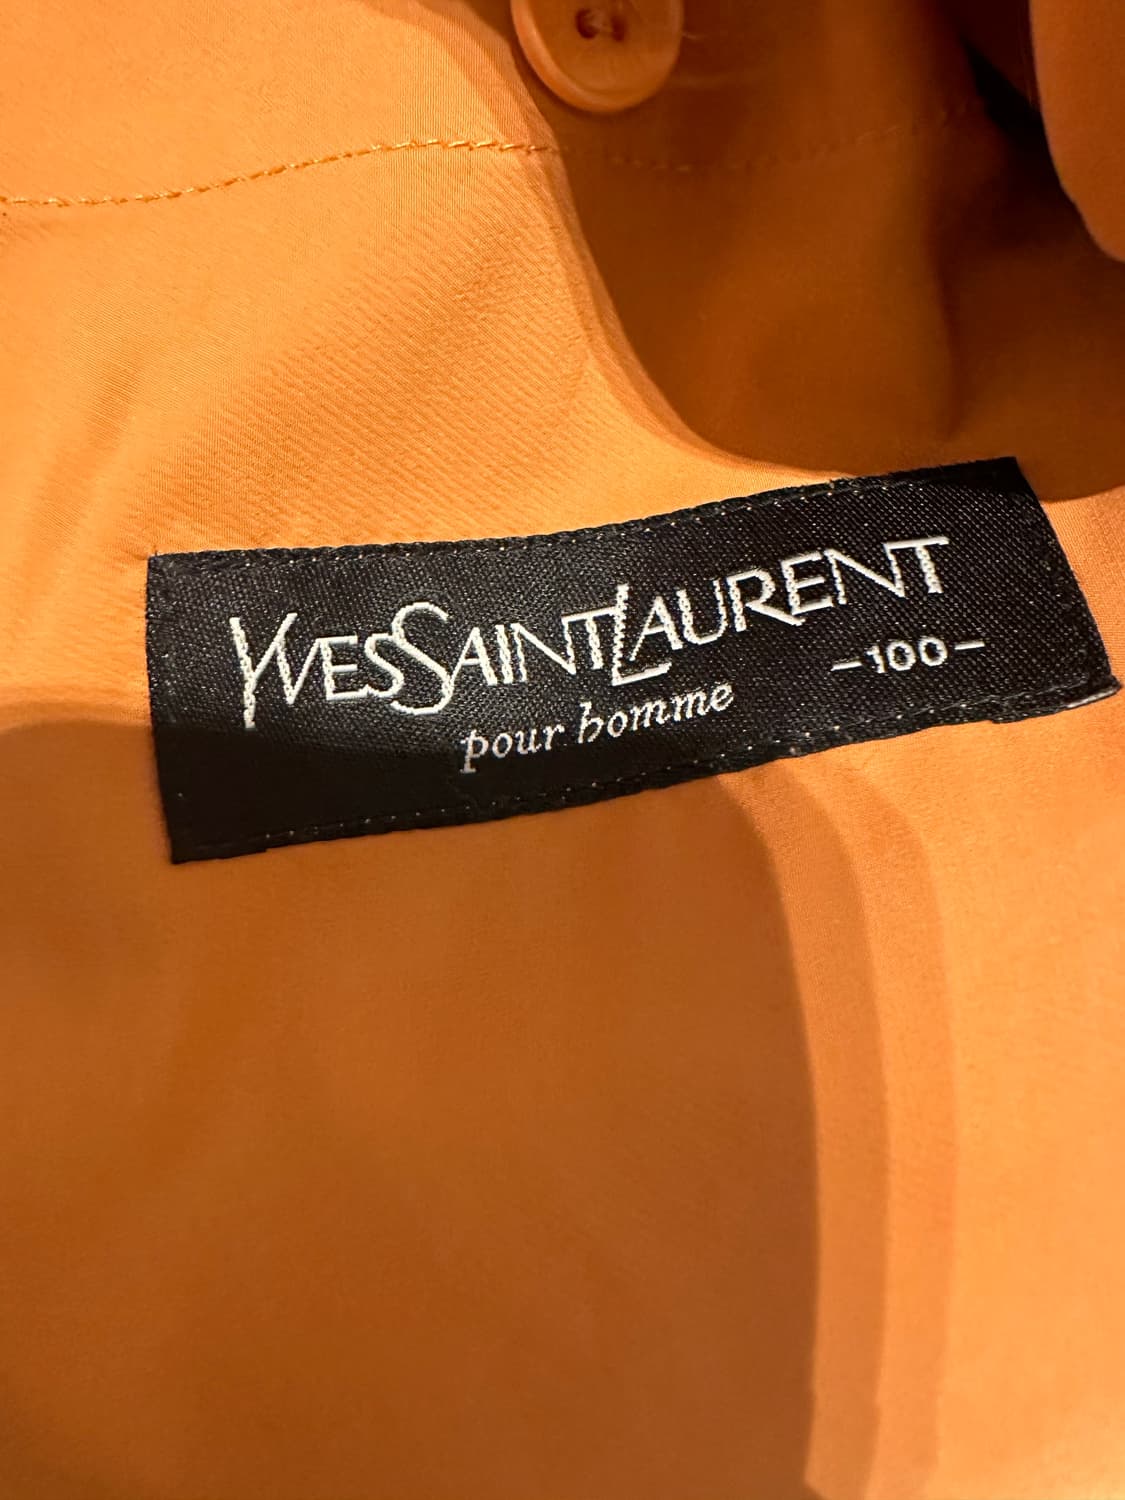 YVESSAINTLAURENT
pour homme
-100-